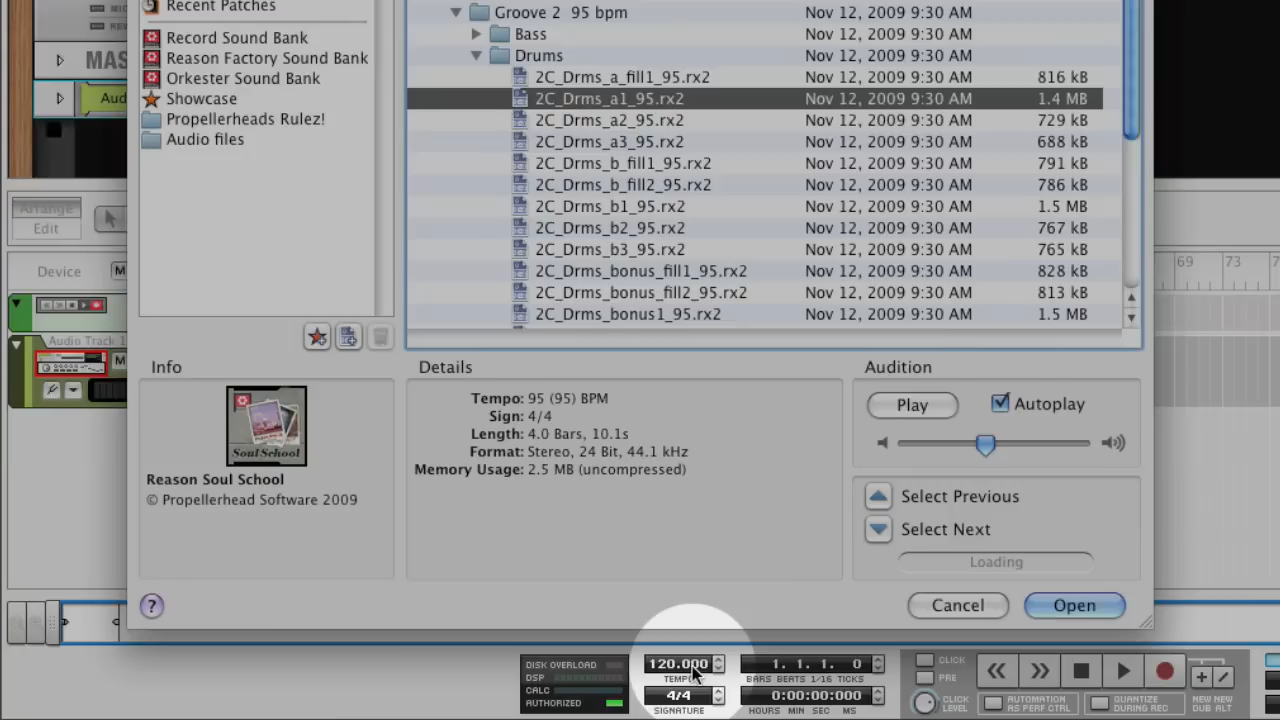 Recent Patches
Record Sound Bank
Reason Factory Sound Bank
Orkester Sound Bank
Showcase
Propellerheads Rulez!
Audio files
MAS
Aud
Arrange
Edit
Device
M
Audio Track 1
M
Groove 2 95 bpm Nov 12, 2009 9:30 AM
Bass Nov 12, 2009 9:30 AM
Drums Nov 12, 2009 9:30 AM
2C_Drms_a_fill1_95.rx2 Nov 12, 2009 9:30 AM 816 kB
2C_Drms_a1_95.rx2 Nov 12, 2009 9:30 AM 1.4 MB
2C_Drms_a2_95.rx2 Nov 12, 2009 9:30 AM 729 kB
2C_Drms_a3_95.rx2 Nov 12, 2009 9:30 AM 688 kB
2C_Drms_b_fill1_95.rx2 Nov 12, 2009 9:30 AM 791 kB
2C_Drms_b_fill2_95.rx2 Nov 12, 2009 9:30 AM 786 kB
2C_Drms_b1_95.rx2 Nov 12, 2009 9:30 AM 1.5 MB
2C_Drms_b2_95.rx2 Nov 12, 2009 9:30 AM 767 kB
2C_Drms_b3_95.rx2 Nov 12, 2009 9:30 AM 765 kB
2C_Drms_bonus_fill1_95.rx2 Nov 12, 2009 9:30 AM 828 kB
2C_Drms_bonus_fill2_95.rx2 Nov 12, 2009 9:30 AM 813 kB
2C_Drms_bonus1_95.rx2 Nov 12, 2009 9:30 AM 1.5 MB
69 73
Info
Soul School
Reason Soul School
© Propellerhead Software 2009
Details
Tempo: 95 (95) BPM
Sign: 4/4
Length: 4.0 Bars, 10.1s
Format: Stereo, 24 Bit, 44.1 kHz
Memory Usage: 2.5 MB (uncompressed)
Audition
Play
Autoplay
Select Previous
Select Next
Loading
?
Cancel
Open
DISK OVERLOAD
DSP
CALC
AUTHORIZED
120.000
TEMPO
4/4
SIGNATURE
1. 1. 1. 0
BARS BEATS 1/16 TICKS
0:00:00:000
HOURS MIN SEC MS
CLICK
PRE
CLICK LEVEL
AUTOMATION AS PERF CTRL
QUANTIZE DURING REC
NEW NEW
DUB ALT